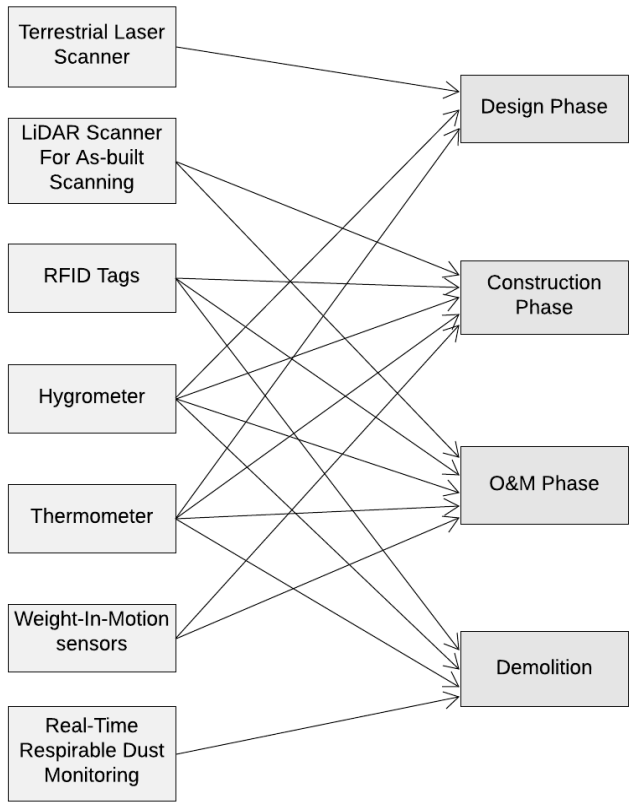 Terrestrial Laser
Scanner
LiDAR Scanner
For As-built
Scanning
RFID Tags
Hygrometer
Thermometer
Weight-In-Motion
sensors
Real-Time
Respirable Dust
Monitoring
Design Phase
Construction
Phase
O&M Phase
Demolition